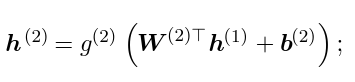 h⁽²⁾ = g⁽²⁾ (W⁽²⁾⊤h⁽¹⁾ + b⁽²⁾) ;